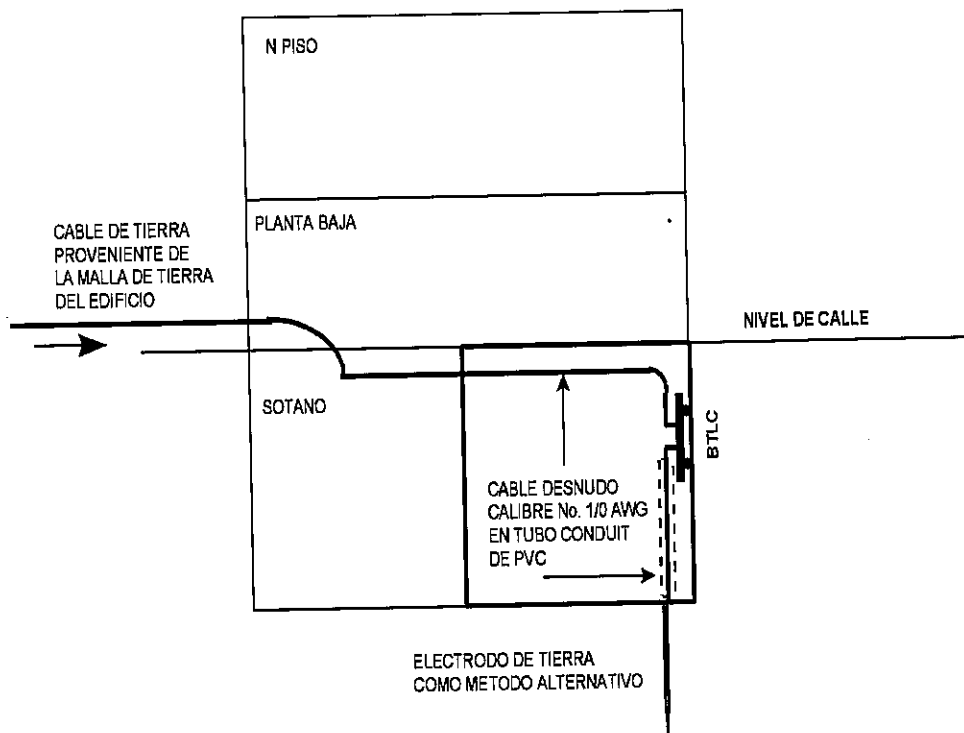 N PISO
PLANTA BAJA
CABLE DE TIERRA
PROVENIENTE DE
LA MALLA DE TIERRA
DEL EDIFICIO
NIVEL DE CALLE
SOTANO
BTLC
CABLE DESNUDO
CALIBRE No. 1/0 AWG
EN TUBO CONDUIT
DE PVC
ELECTRODO DE TIERRA
COMO METODO ALTERNATIVO